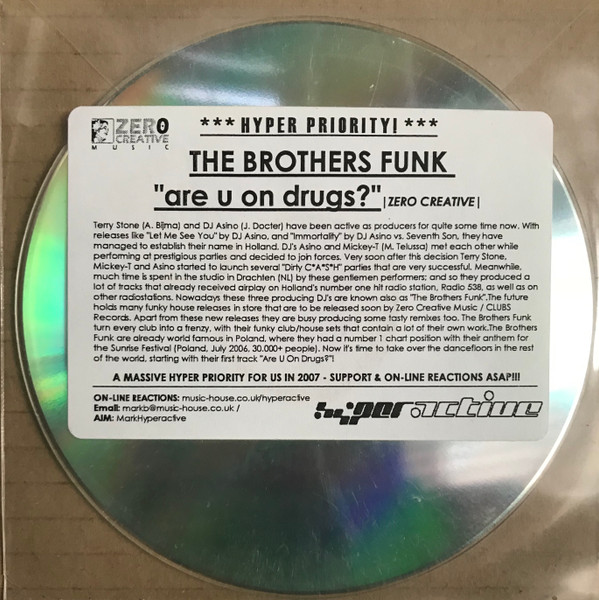 ZERO
CREATIVE
MUSIC
*** HYPER PRIORITY! ***
THE BROTHERS FUNK
"are u on drugs?" |ZERO CREATIVE|
Terry Stone (A. Bijma) and DJ Asino (J. Docter) have been active as producers for quite some time now. With
releases like "Let Me See You" by DJ Asino, and "Immortality" by DJ Asino vs. Seventh Son, they have
managed to establish their name in Holland. DJ's Asino and Mickey-T (M. Telussa) met each other while
performing at prestigious parties and decided to join forces. Very soon after this decision Terry Stone,
Mickey-T and Asino started to launch several "Dirty C*A*S*H" parties that are very successful. Meanwhile,
much time is spent in the studio in Drachten (NL) by these gentlemen performers; and so they produced a
lot of tracks that already received airplay on Holland's number one hit radio station, Radio 538, as well as on
other radiostations. Nowadays these three producing DJ's are known also as "The Brothers Funk".The future
holds many funky house releases in store that are to be released soon by Zero Creative Music / CLUBS
Records. Apart from these new releases they are busy producing some tasty remixes too. The Brothers Funk
turn every club into a frenzy, with their funky club/house sets that contain a lot of their own work.The Brothers
Funk are already world famous in Poland, where they had a number 1 chart position with their anthem for
the Sunrise Festival (Poland, July 2006, 30.000+ people). Now it's time to take over the dancefloors in the rest
of the world, starting with their first track "Are U On Drugs?"!
A MASSIVE HYPER PRIORITY FOR US IN 2007 - SUPPORT & ON-LINE REACTIONS ASAP!!!
ON-LINE REACTIONS: music-house.co.uk/hyperactive
Email: markb@music-house.co.uk /
AIM: MarkHyperactive
hyperactive